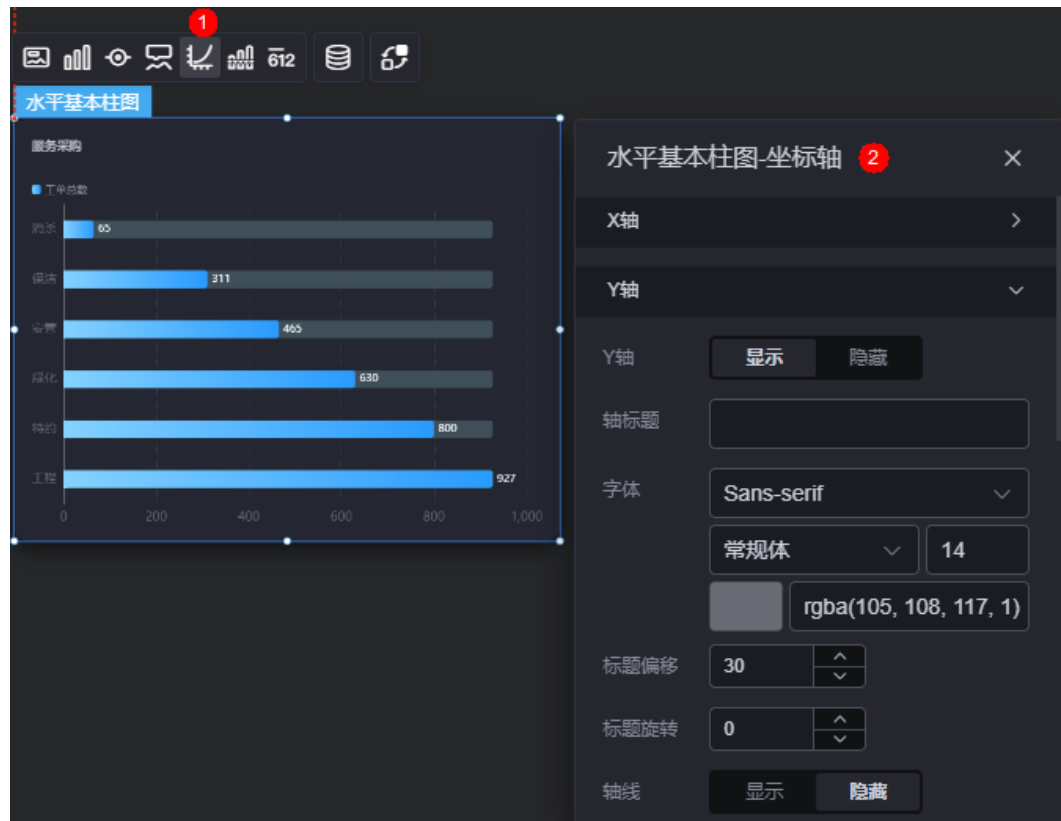 1
612
水平基本柱图
服务采购
工单总数
消杀 65
保洁 311
安管 465
绿化 630
特约 800
工程 927
0 200 400 600 800 1,000
水平基本柱图-坐标轴 2
X轴
Y轴
Y轴 显示 隐藏
轴标题
字体 Sans-serif
常规体 14
rgba(105, 108, 117, 1)
标题偏移 30
标题旋转 0
轴线 显示 隐藏